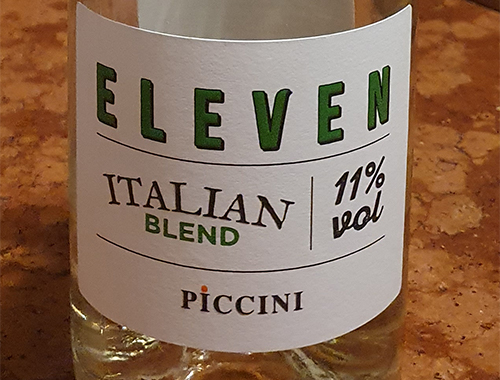 ELEVEN
ITALIAN
BLEND
11%
vol
PiCCINI